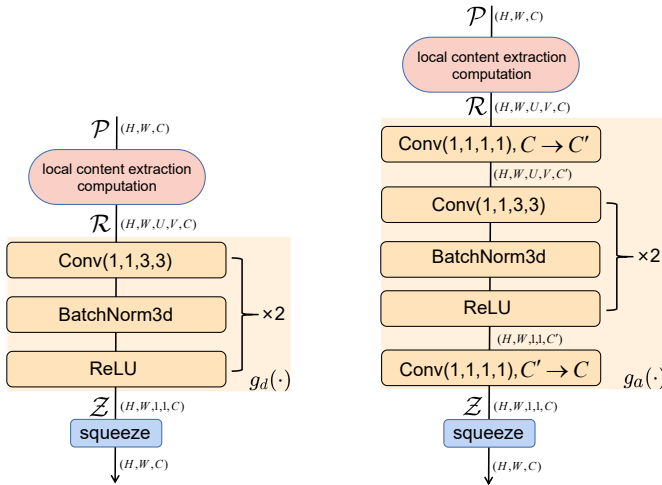 𝒫 (H,W,C)
local content extraction
computation
ℛ (H,W,U,V,C)
Conv(1,1,3,3)
BatchNorm3d
ReLU
×2
g_d(·)
𝒵 (H,W,1,1,C)
squeeze
(H,W,C)
𝒫 (H,W,C)
local content extraction
computation
ℛ (H,W,U,V,C)
Conv(1,1,1,1), C → C′
(H,W,U,V,C′)
Conv(1,1,3,3)
BatchNorm3d
ReLU
×2
(H,W,1,1,C′)
Conv(1,1,1,1), C′ → C
g_a(·)
𝒵 (H,W,1,1,C)
squeeze
(H,W,C)